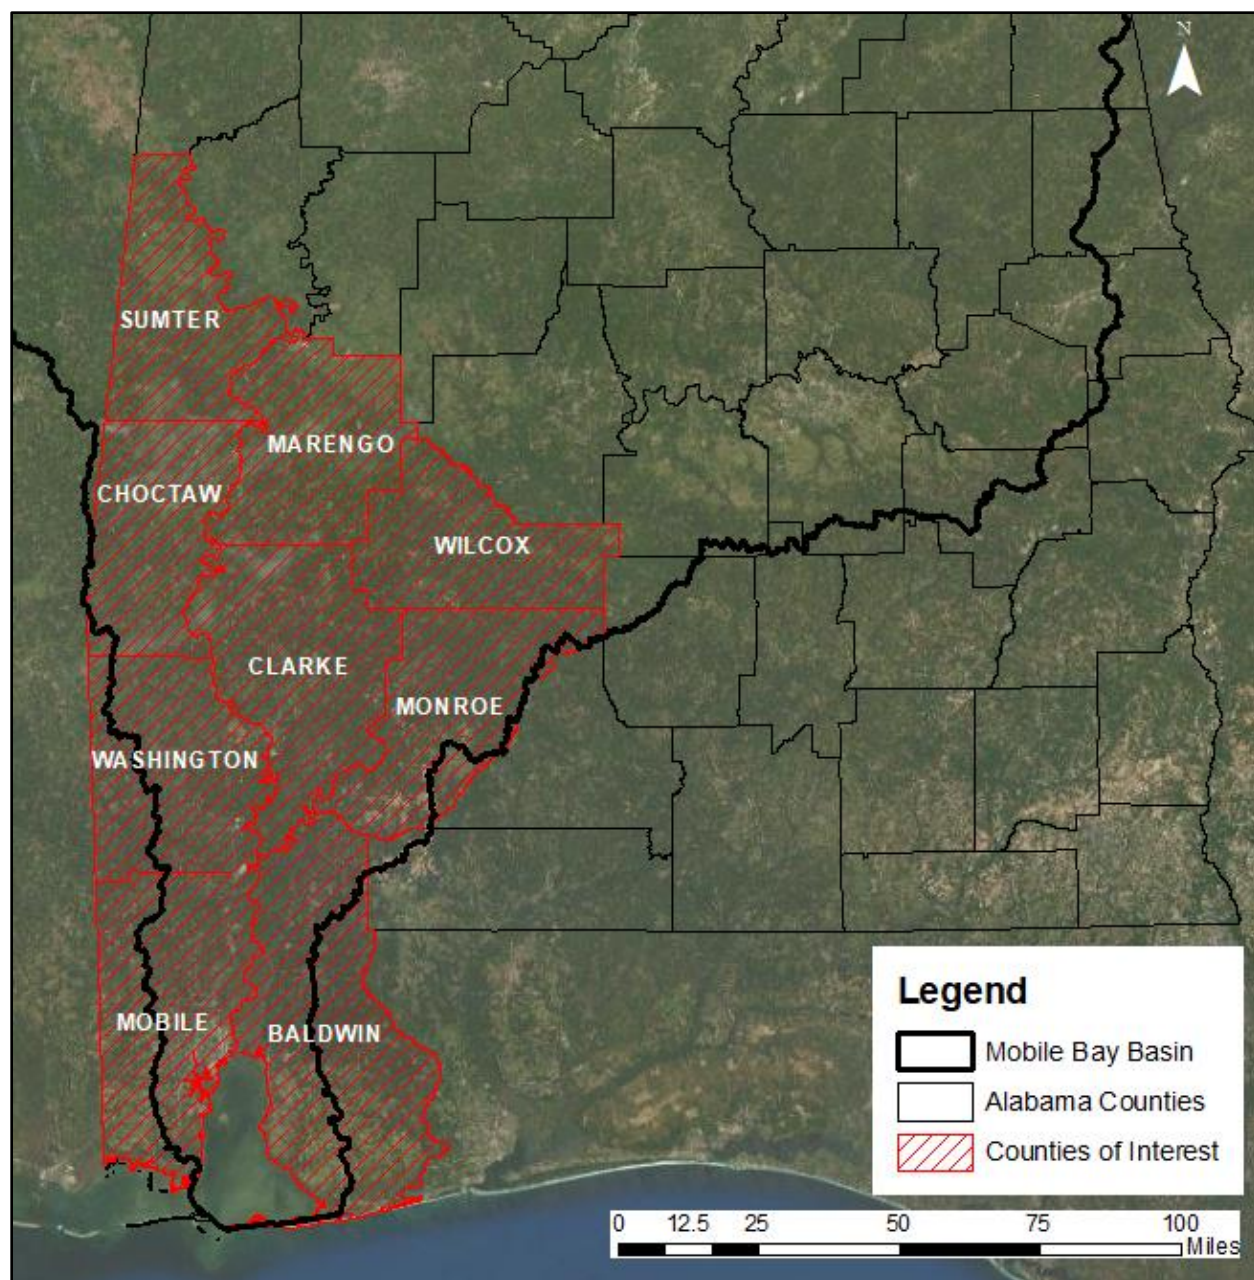 N
SUMTER
MARENGO
CHOCTAW
WILCOX
CLARKE
MONROE
WASHINGTON
MOBILE
BALDWIN
Legend
Mobile Bay Basin
Alabama Counties
Counties of Interest
0 12.5 25 50 75 100
Miles